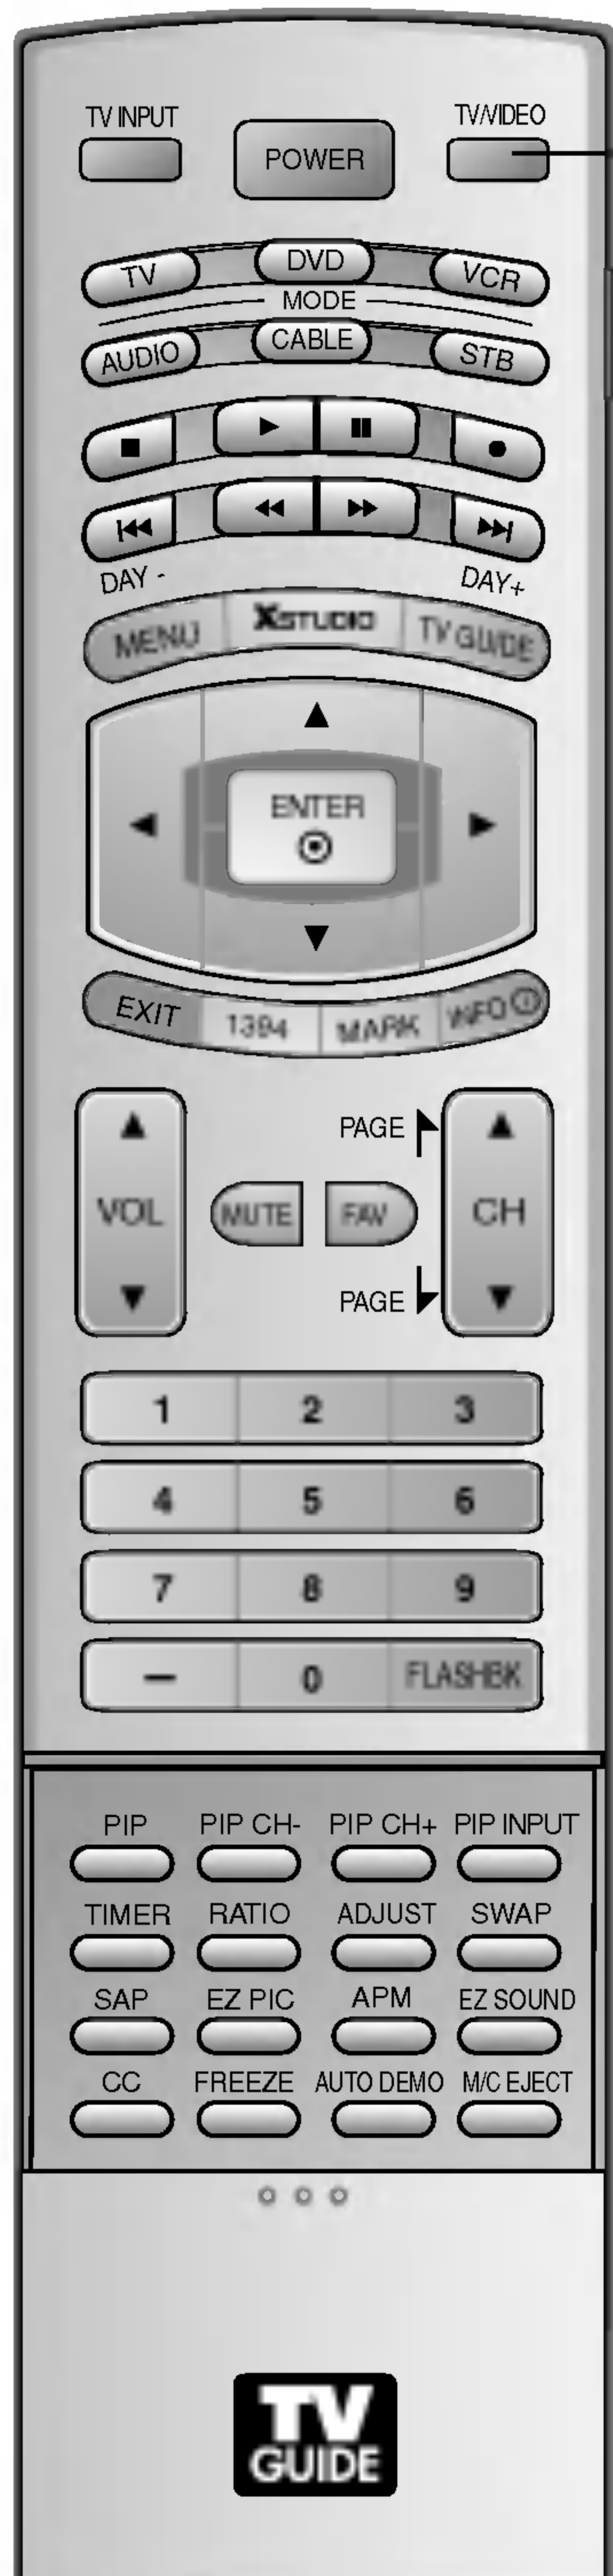 TV INPUT POWER TV/VIDEO
TV DVD VCR
MODE
AUDIO CABLE STB
DAY - DAY+
MENU XSTUDIO TV GUIDE
ENTER
EXIT 1394 MARK INFO i
PAGE
VOL MUTE FAV CH
PAGE
1 2 3
4 5 6
7 8 9
— 0 FLASHBK
PIP PIP CH- PIP CH+ PIP INPUT
TIMER RATIO ADJUST SWAP
SAP EZ PIC APM EZ SOUND
CC FREEZE AUTO DEMO M/C EJECT
TV
GUIDE